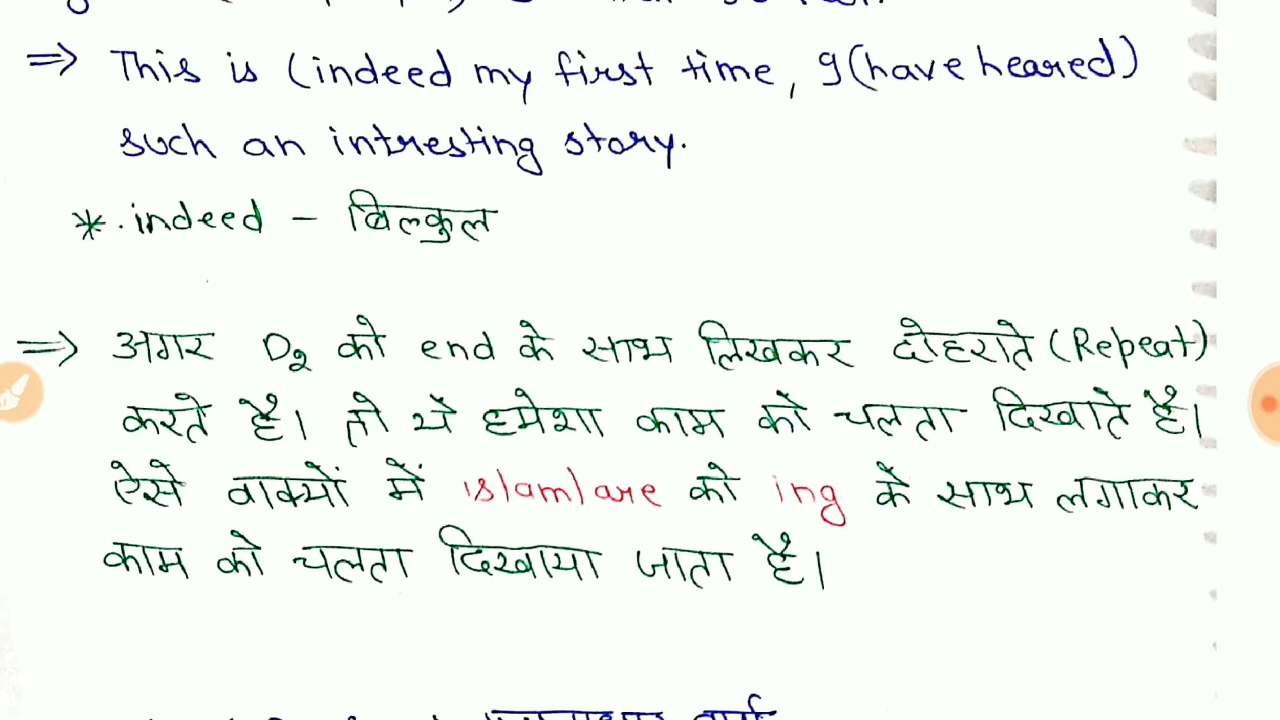 ⇒ This is (indeed my first time, I (have heared)
such an intresting story.
*. indeed – बिल्कुल
⇒ अगर D2 को end के साथ लिखकर दोहराते (Repeat)
करते है। तो ये हमेशा काम को चलता दिखाते है।
ऐसे वाक्यों में is/am/are को ing के साथ लगाकर
काम को चलता दिखाया जाता है।